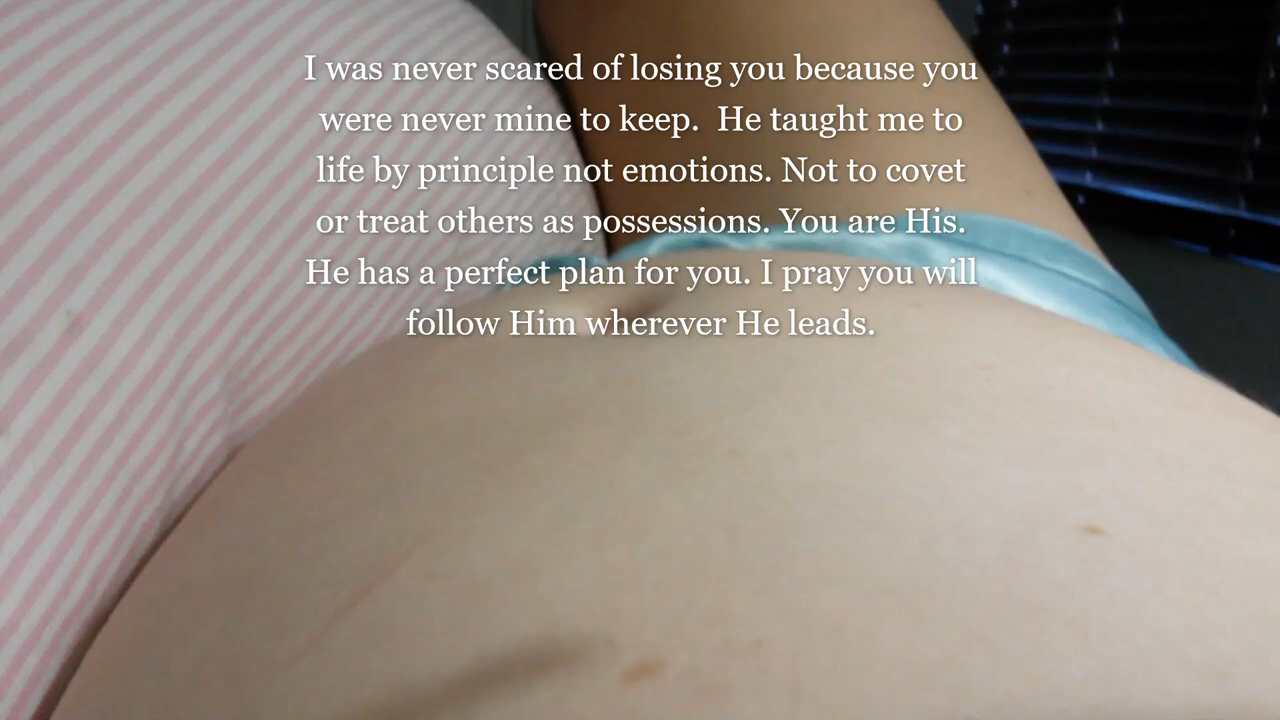 I was never scared of losing you because you
were never mine to keep.  He taught me to
life by principle not emotions. Not to covet
or treat others as possessions. You are His.
He has a perfect plan for you. I pray you will
follow Him wherever He leads.